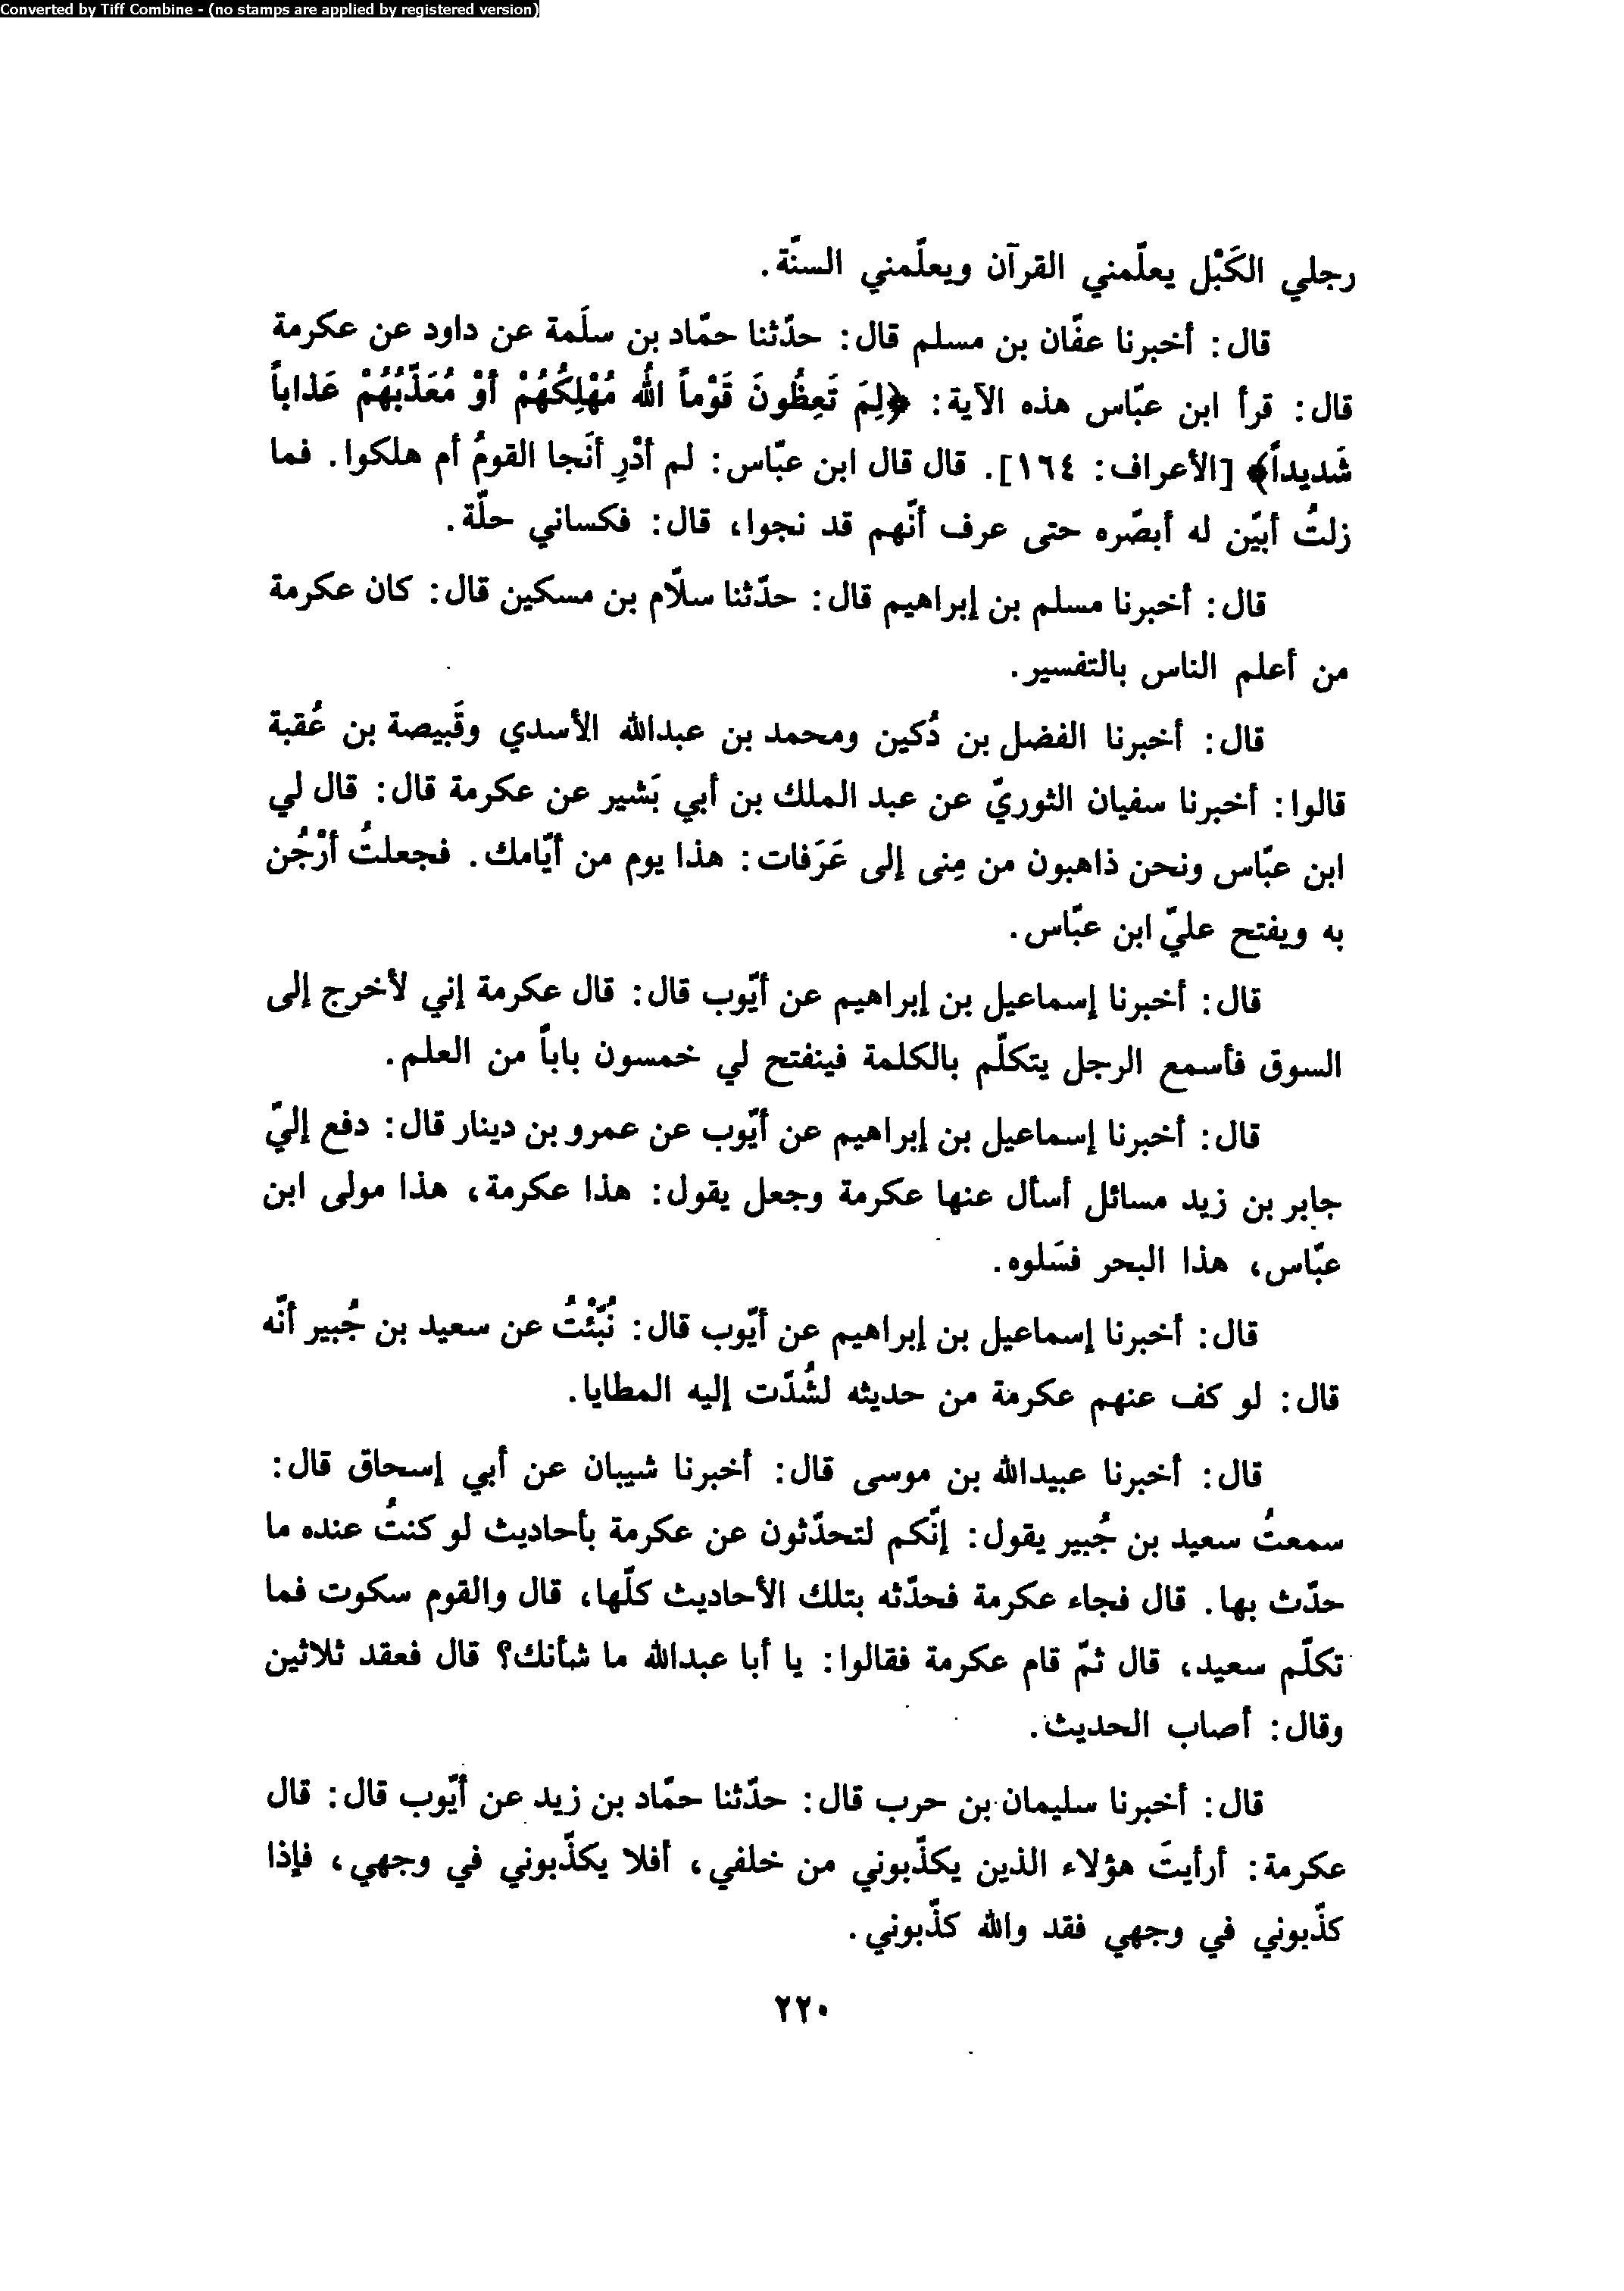 Converted by Tiff Combine - (no stamps are applied by registered version)
رجلي الكَبْل يعلّمني القرآن ويعلّمني السنّة.
قال: أخبرنا عفّان بن مسلم قال: حدّثنا حمّاد بن سلَمة عن داود عن عكرمة
قال: قرأ ابن عبّاس هذه الآية: ﴿لِمَ تَعِظُونَ قَوْماً اللهُ مُهْلِكُهُمْ أوْ مُعَذّبُهُمْ عَذاباً
شَديداً﴾ [الأعراف: ١٦٤]. قال قال ابن عبّاس: لم أدْرِ أنَجا القومُ أم هلكوا. فما
زلتُ أبيّن له أبصّره حتى عرف أنّهم قد نجوا، قال: فكساني حلّة.
قال: أخبرنا مسلم بن إبراهيم قال: حدّثنا سلّام بن مسكين قال: كان عكرمة
من أعلم الناس بالتفسير.
قال: أخبرنا الفضل بن دُكين ومحمد بن عبدالله الأسدي وقَبيصة بن عُقبة
قالوا: أخبرنا سفيان الثوريّ عن عبد الملك بن أبي بَشير عن عكرمة قال: قال لي
ابن عبّاس ونحن ذاهبون من مِنى إلى عَرَفات: هذا يوم من أيّامك. فجعلتُ أرْجُن
به ويفتح عليّ ابن عبّاس.
قال: أخبرنا إسماعيل بن إبراهيم عن أيّوب قال: قال عكرمة إني لأخرج إلى
السوق فأسمع الرجل يتكلّم بالكلمة فينفتح لي خمسون باباً من العلم.
قال: أخبرنا إسماعيل بن إبراهيم عن أيّوب عن عمرو بن دينار قال: دفع إليّ
جابر بن زيد مسائل أسأل عنها عكرمة وجعل يقول: هذا عكرمة، هذا مولى ابن
عبّاس، هذا البحر فسَلوه.
قال: أخبرنا إسماعيل بن إبراهيم عن أيّوب قال: نُبّئْتُ عن سعيد بن جُبير أنّه
قال: لو كف عنهم عكرمة من حديثه لشُدّت إليه المطايا.
قال: أخبرنا عبيدالله بن موسى قال: أخبرنا شيبان عن أبي إسحاق قال:
سمعتُ سعيد بن جُبير يقول: إنّكم لتحدّثون عن عكرمة بأحاديث لو كنتُ عنده ما
حدّث بها. قال فجاء عكرمة فحدّثه بتلك الأحاديث كلّها، قال والقوم سكوت فما
تكلّم سعيد، قال ثمّ قام عكرمة فقالوا: يا أبا عبدالله ما شأنك؟ قال فعقد ثلاثين
وقال: أصاب الحديث.
قال: أخبرنا سليمان بن حرب قال: حدّثنا حمّاد بن زيد عن أيّوب قال: قال
عكرمة: أرأيتَ هؤلاء الذين يكذّبوني من خلفي، أفلا يكذّبوني في وجهي، فإذا
كذّبوني في وجهي فقد والله كذّبوني.
٢٢٠